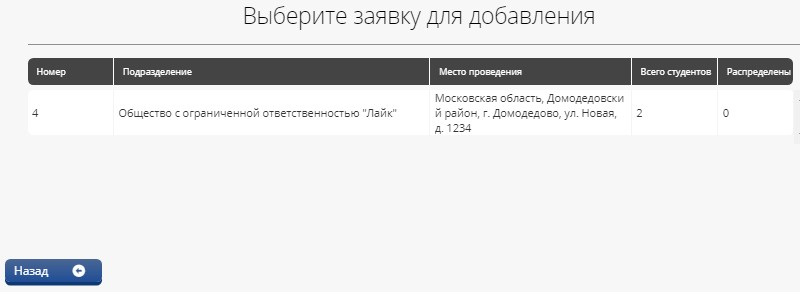 Выберите заявку для добавления
Номер Подразделение Место проведения Всего студентов Распределены
Московская область, Домодедовски
4 Общество с ограниченной ответственностью "Лайк" й район, г. Домодедово, ул. Новая, 2 0
д. 1234
Назад